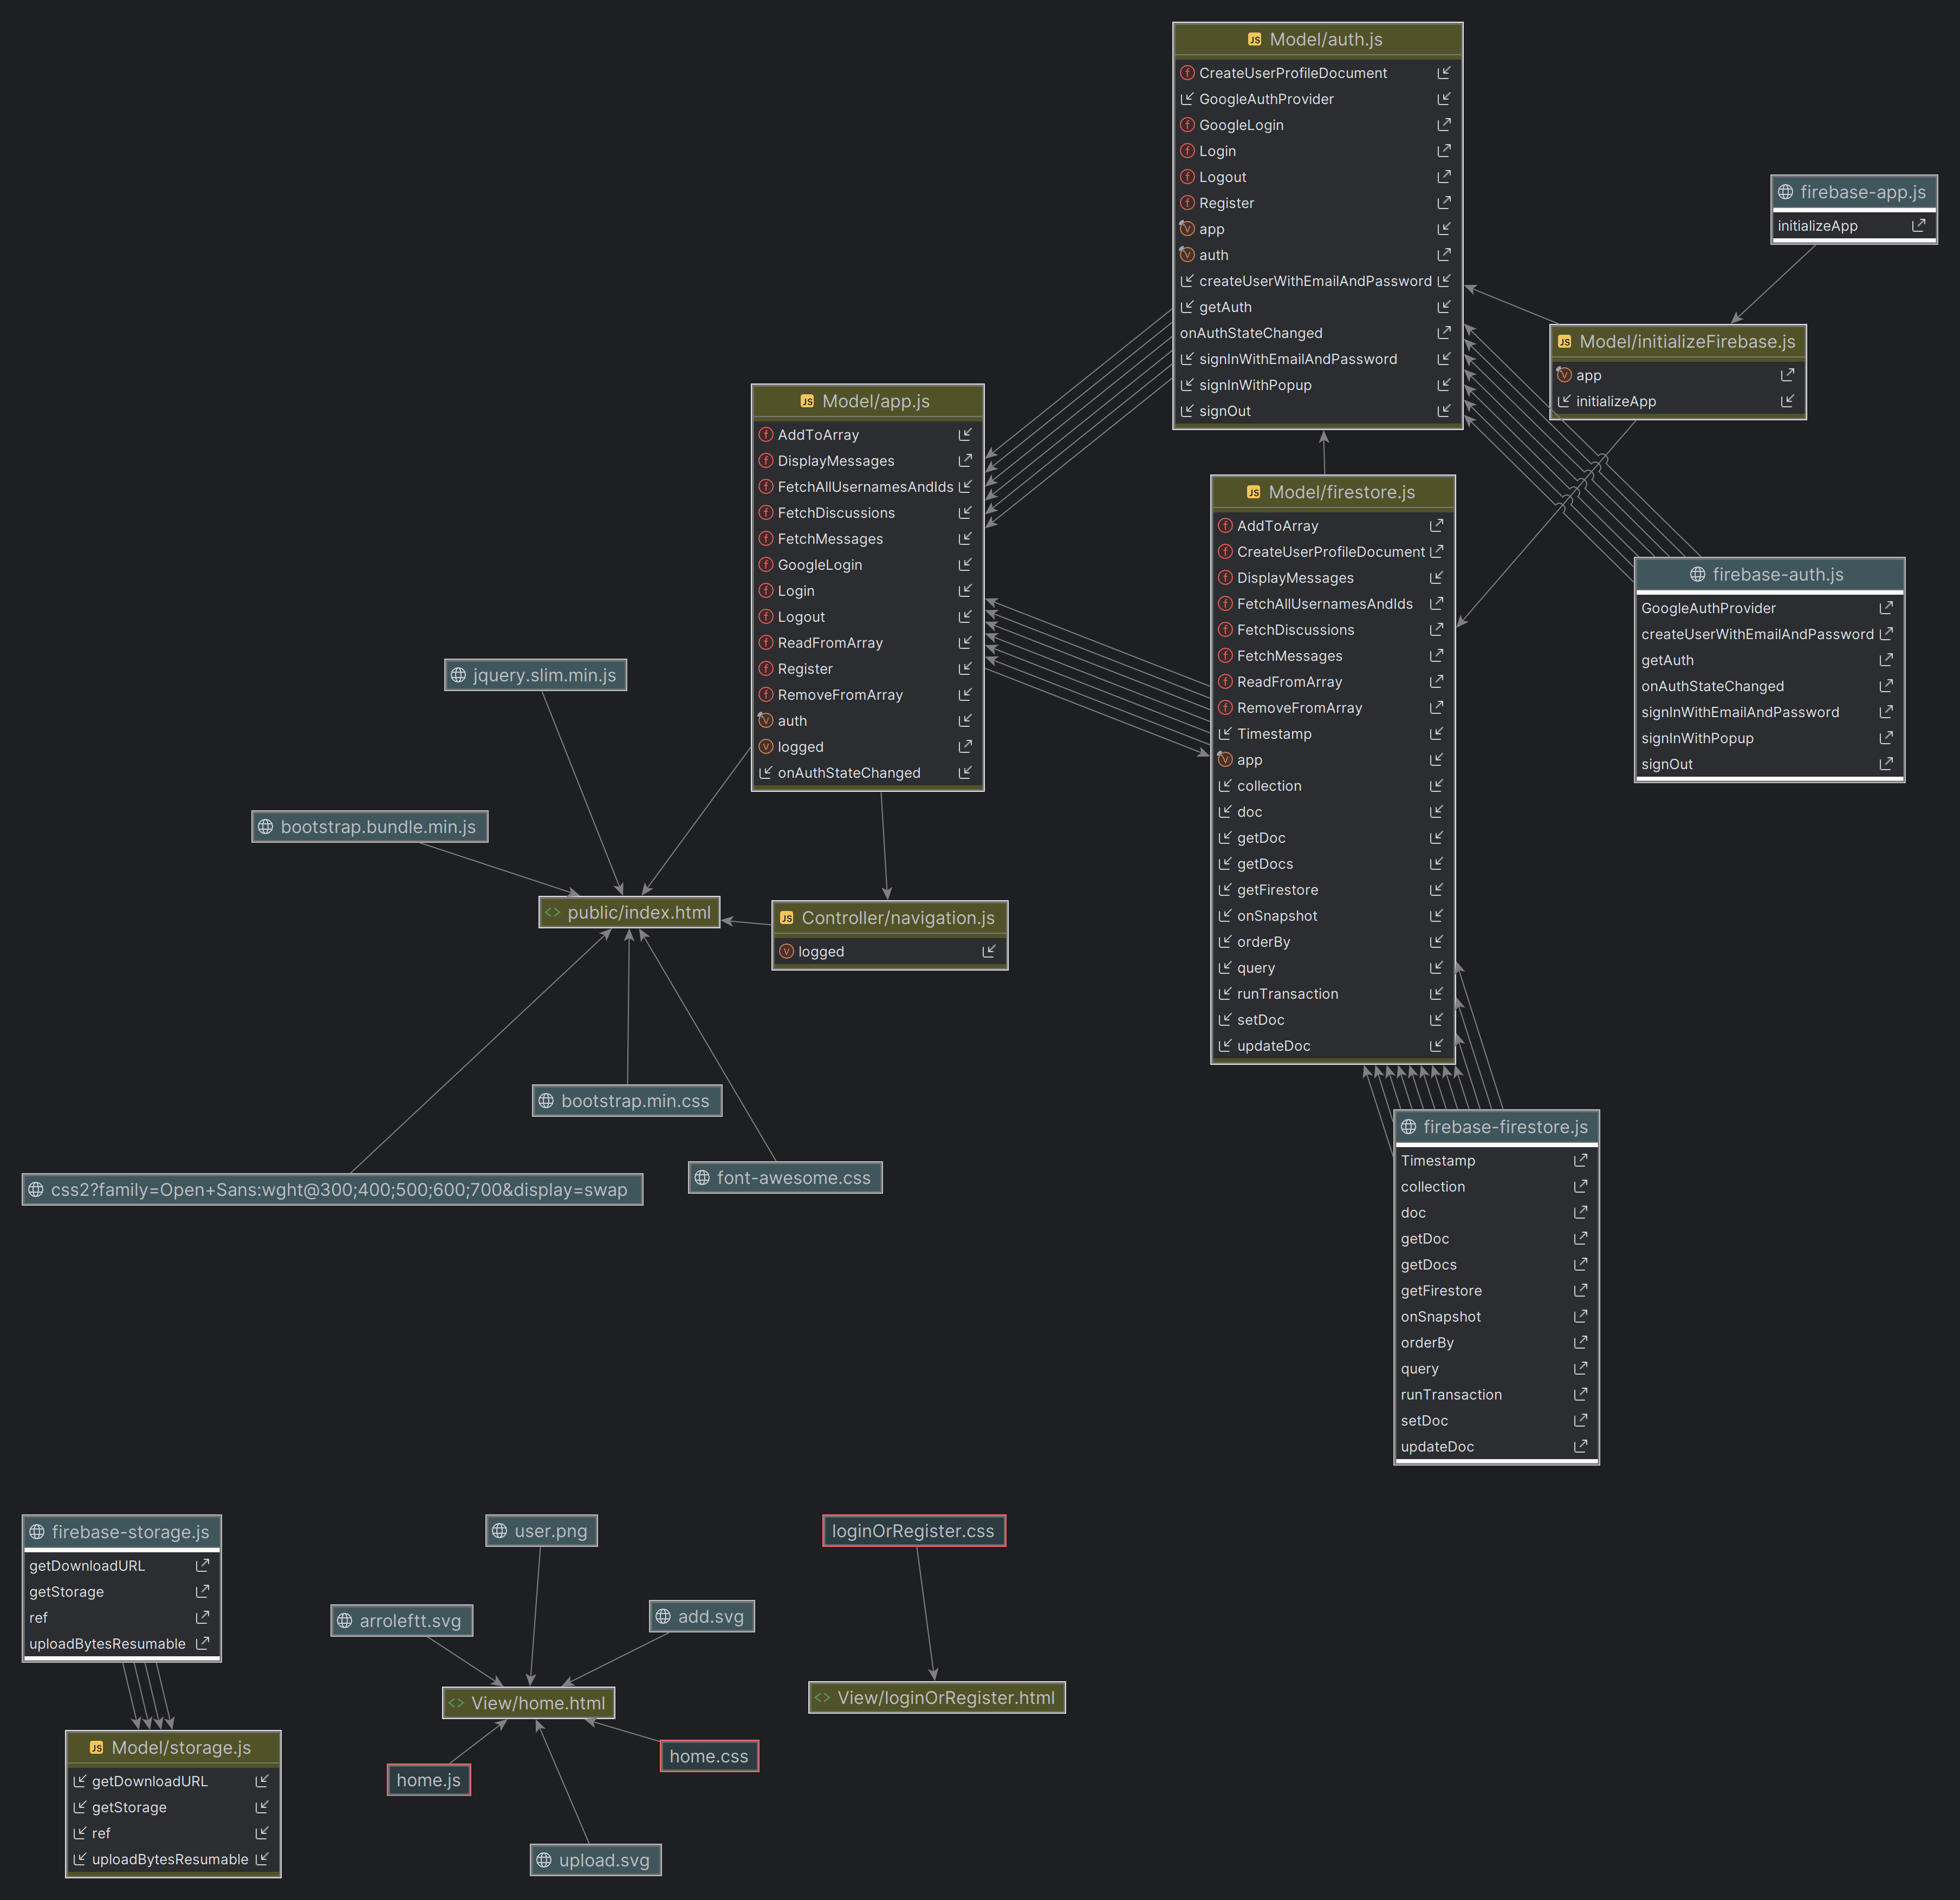 Model/auth.js
CreateUserProfileDocument
GoogleAuthProvider
GoogleLogin
Login
Logout
Register
app
auth
createUserWithEmailAndPassword
getAuth
onAuthStateChanged
signInWithEmailAndPassword
signInWithPopup
signOut
firebase-app.js
initializeApp
Model/initializeFirebase.js
app
initializeApp
Model/app.js
AddToArray
DisplayMessages
FetchAllUsernamesAndIds
FetchDiscussions
FetchMessages
GoogleLogin
Login
Logout
ReadFromArray
Register
RemoveFromArray
auth
logged
onAuthStateChanged
Model/firestore.js
AddToArray
CreateUserProfileDocument
DisplayMessages
FetchAllUsernamesAndIds
FetchDiscussions
FetchMessages
ReadFromArray
RemoveFromArray
Timestamp
app
collection
doc
getDoc
getDocs
getFirestore
onSnapshot
orderBy
query
runTransaction
setDoc
updateDoc
firebase-auth.js
GoogleAuthProvider
createUserWithEmailAndPassword
getAuth
onAuthStateChanged
signInWithEmailAndPassword
signInWithPopup
signOut
jquery.slim.min.js
bootstrap.bundle.min.js
public/index.html
Controller/navigation.js
logged
bootstrap.min.css
css2?family=Open+Sans:wght@300;400;500;600;700&display=swap
font-awesome.css
firebase-firestore.js
Timestamp
collection
doc
getDoc
getDocs
getFirestore
onSnapshot
orderBy
query
runTransaction
setDoc
updateDoc
firebase-storage.js
getDownloadURL
getStorage
ref
uploadBytesResumable
Model/storage.js
getDownloadURL
getStorage
ref
uploadBytesResumable
user.png
arroleftt.svg
add.svg
View/home.html
home.js
home.css
upload.svg
loginOrRegister.css
View/loginOrRegister.html